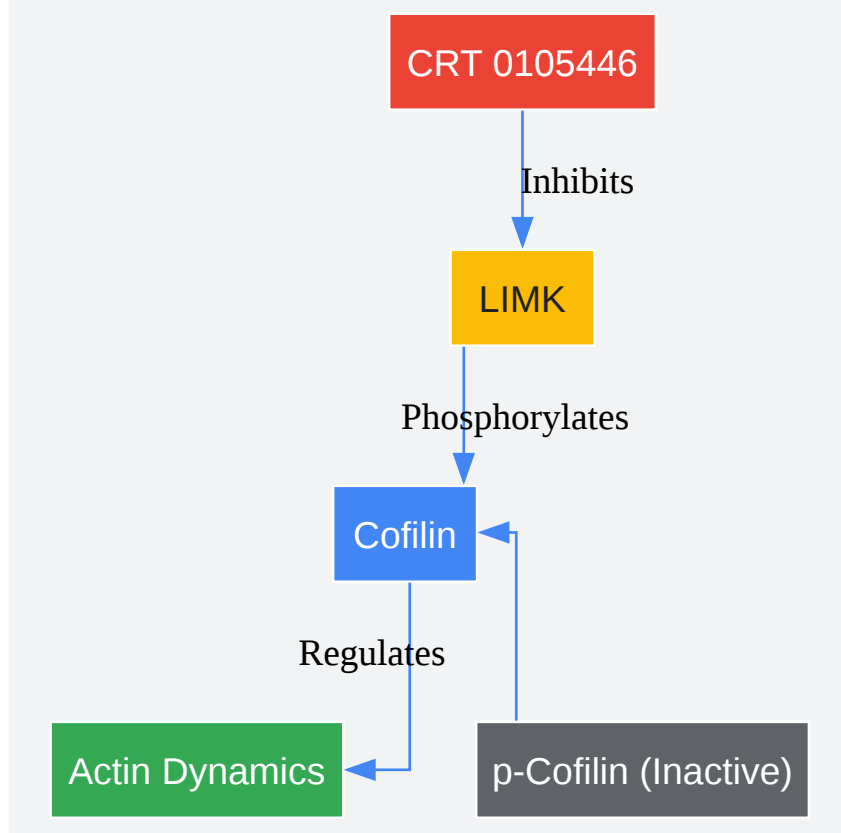 CRT 0105446
Inhibits
LIMK
Phosphorylates
Cofilin
Regulates
Actin Dynamics
p-Cofilin (Inactive)